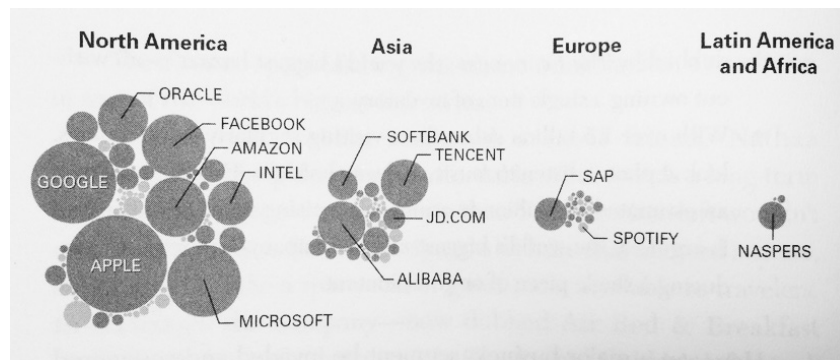 North America
Asia
Europe
Latin America
and Africa
ORACLE
FACEBOOK
AMAZON
INTEL
GOOGLE
APPLE
MICROSOFT
SOFTBANK
TENCENT
JD.COM
ALIBABA
SAP
SPOTIFY
NASPERS